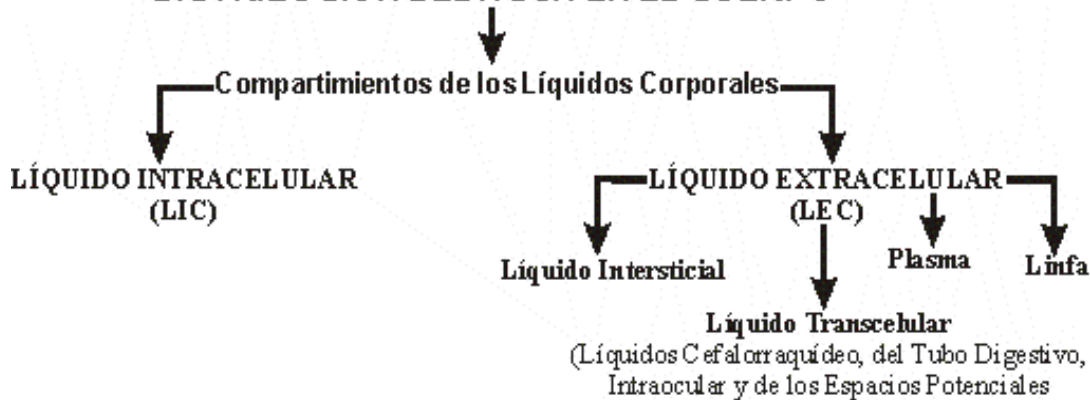 Compartimientos de los Líquidos Corporales
LÍQUIDO INTRACELULAR
(LIC)
LÍQUIDO EXTRACELULAR
(LEC)
Líquido Intersticial
Plasma
Linfa
Líquido Transcelular
(Líquidos Cefalorraquídeo, del Tubo Digestivo,
Intraocular y de los Espacios Potenciales